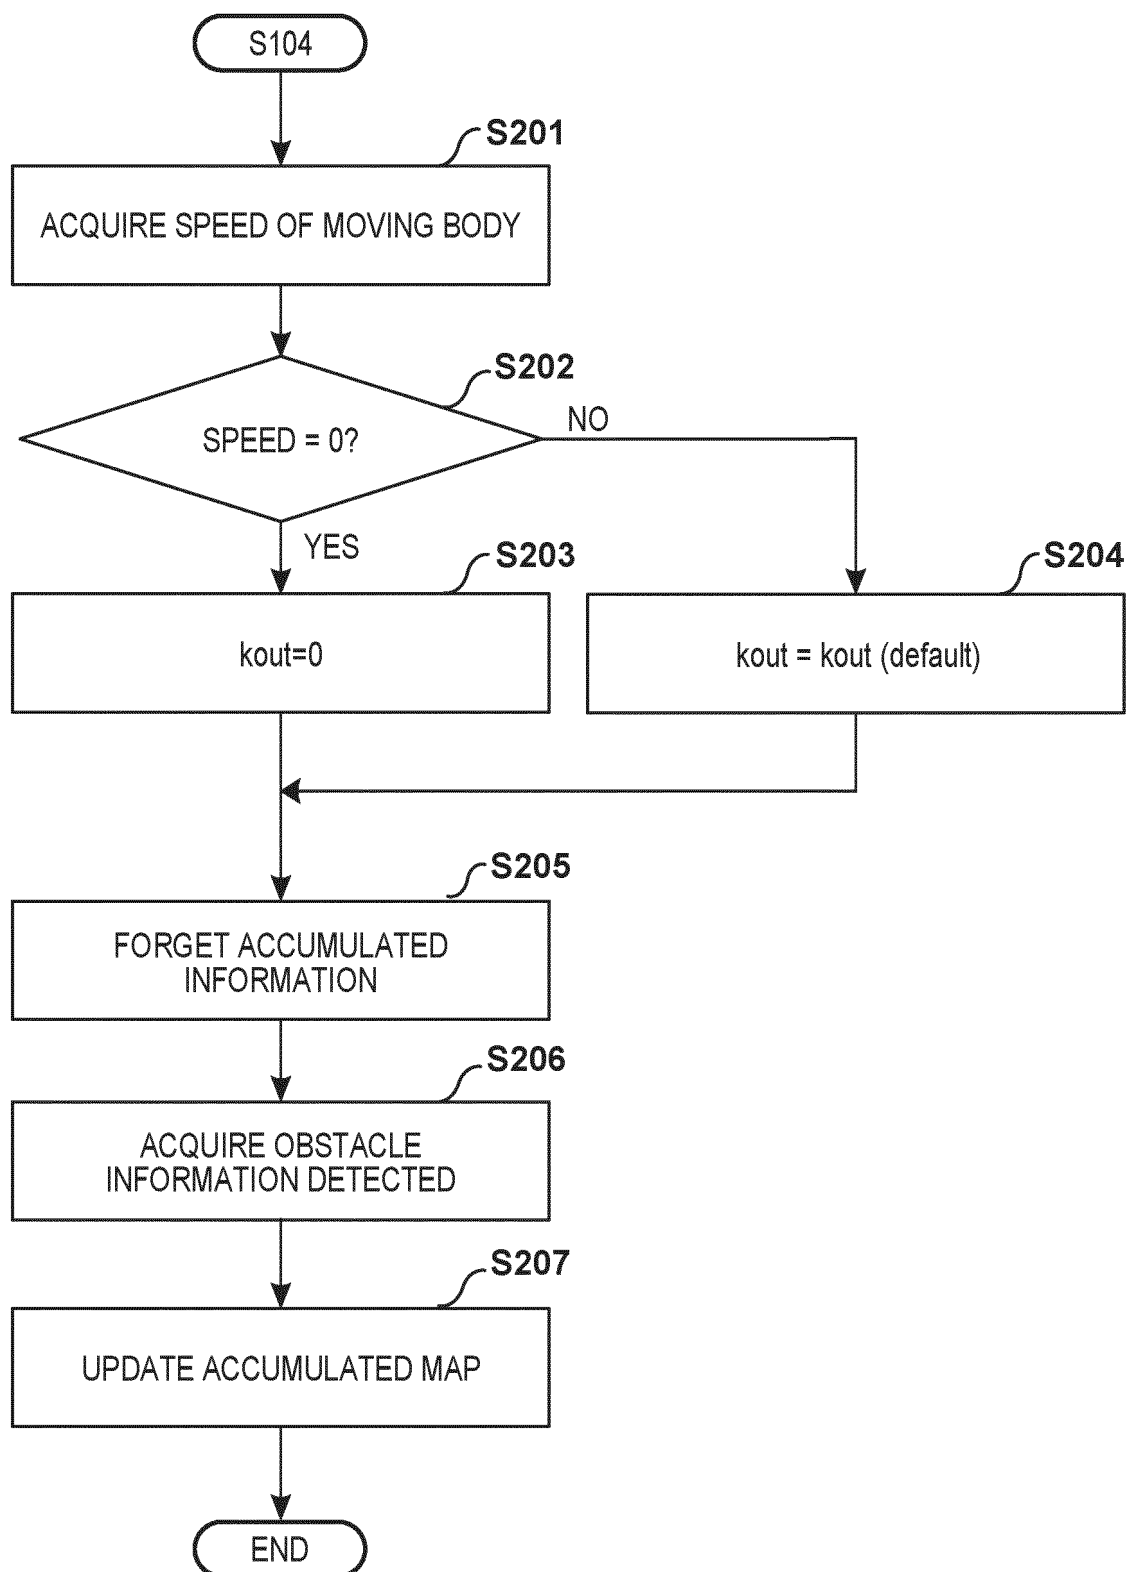 S104
S201
ACQUIRE SPEED OF MOVING BODY
S202
SPEED = 0?
NO
YES
S203
kout=0
S204
kout = kout (default)
S205
FORGET ACCUMULATED
INFORMATION
S206
ACQUIRE OBSTACLE
INFORMATION DETECTED
S207
UPDATE ACCUMULATED MAP
END